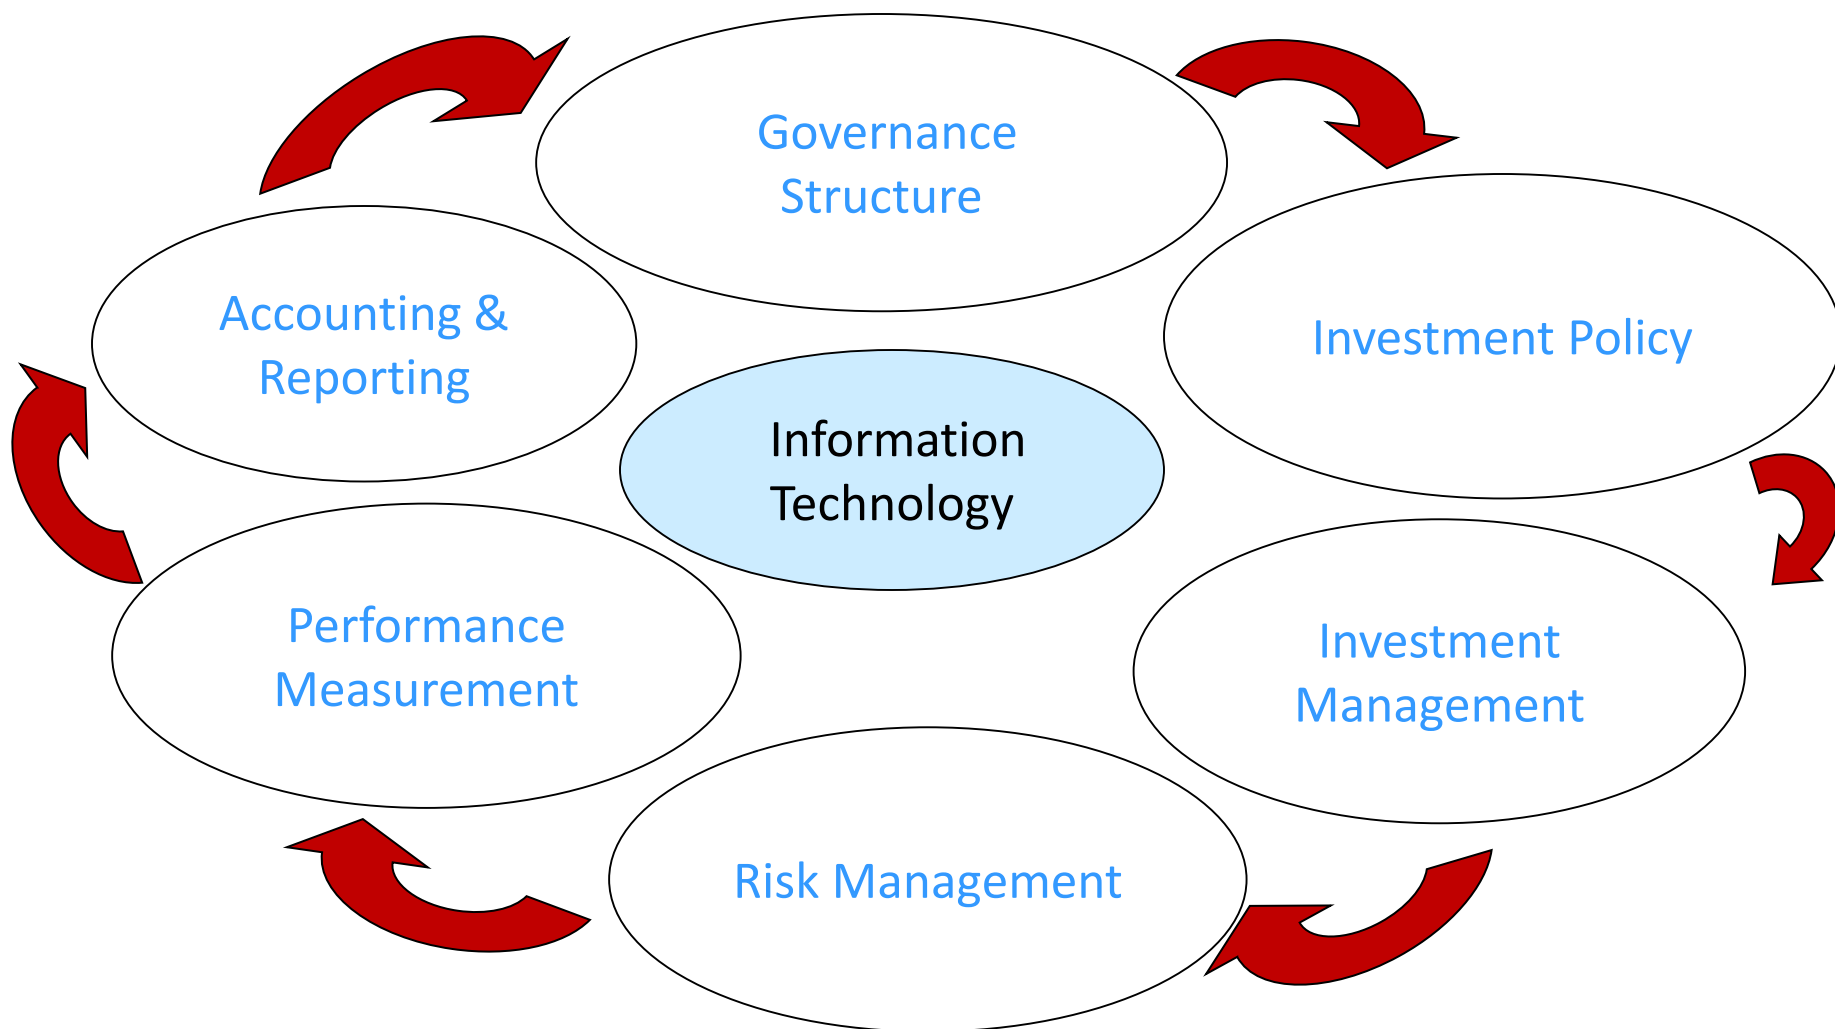 Governance
Structure
Investment Policy
Investment
Management
Risk Management
Performance
Measurement
Accounting &
Reporting
Information
Technology